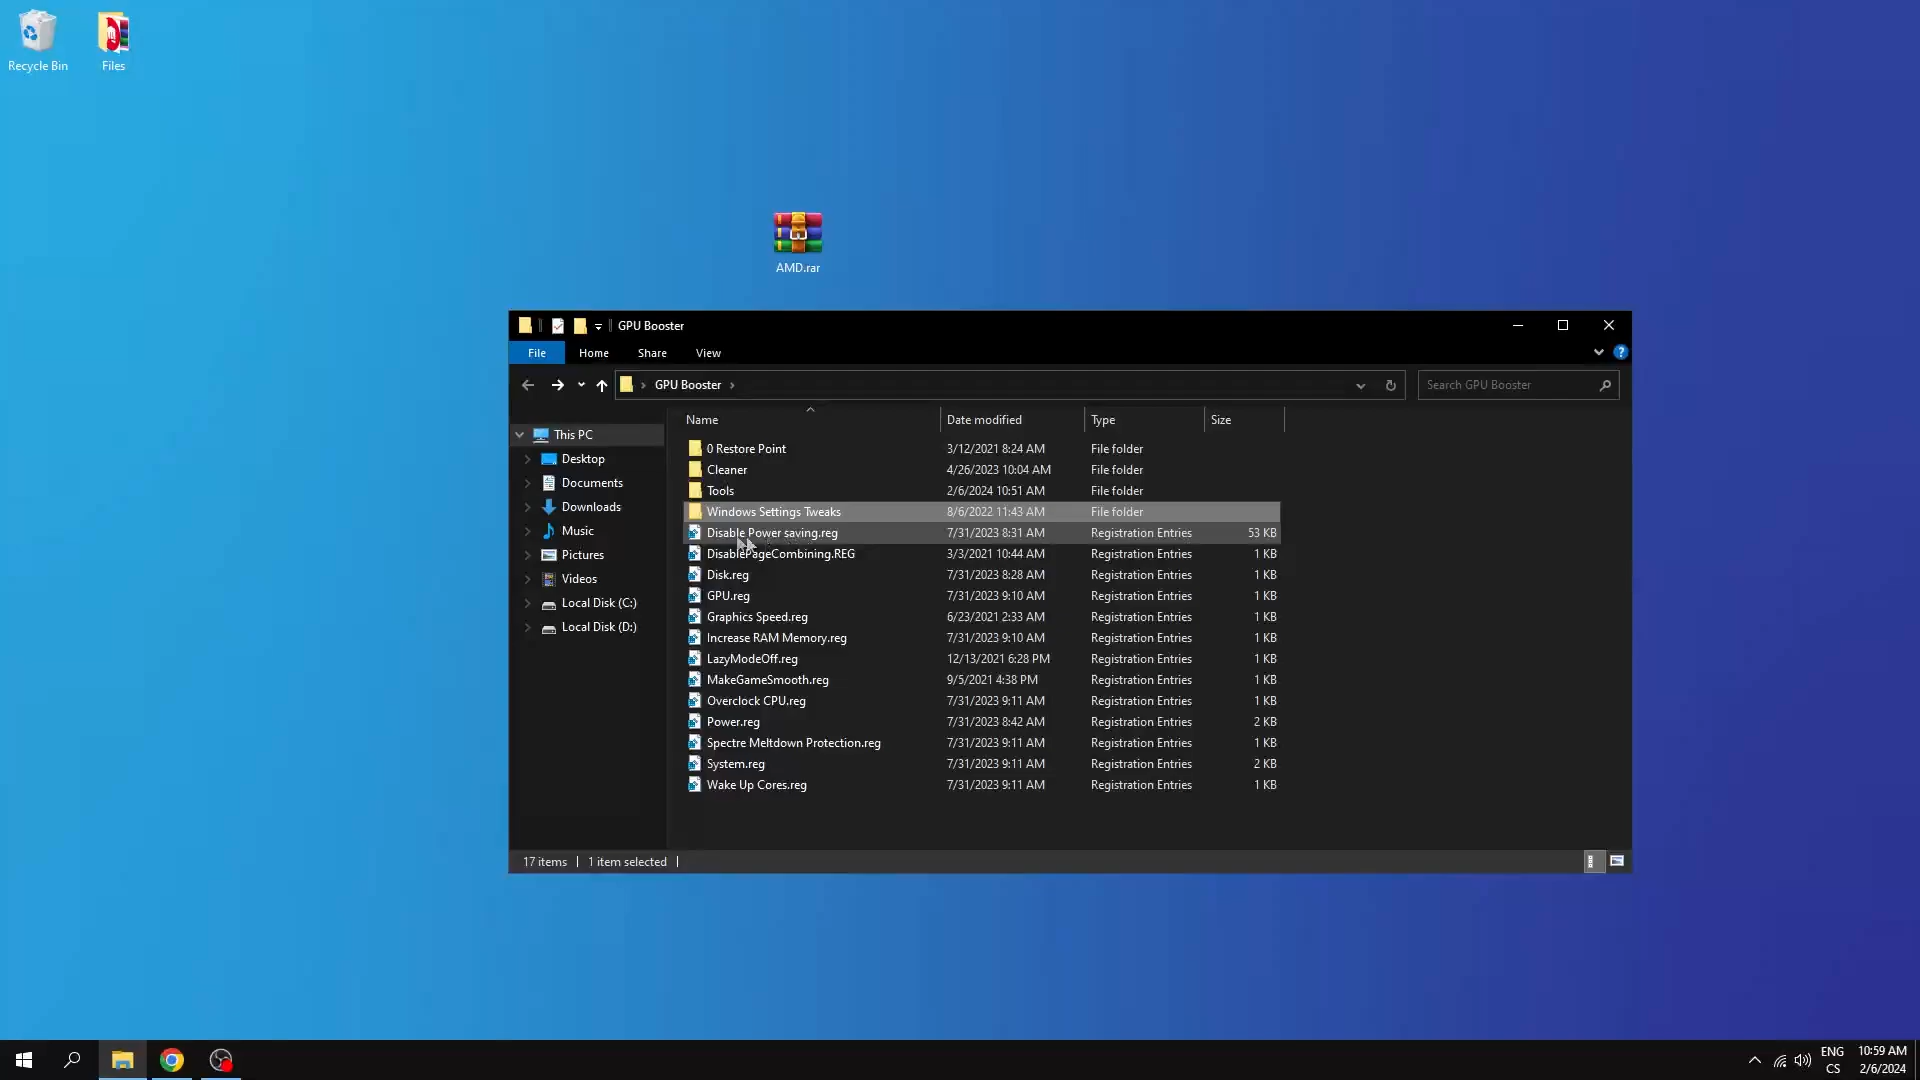 Recycle Bin
Files
AMD.rar
GPU Booster
File Home Share View
GPU Booster
Search GPU Booster
Name Date modified Type Size
This PC
Desktop
Documents
Downloads
Music
Pictures
Videos
Local Disk (C:)
Local Disk (D:)
0 Restore Point 3/12/2021 8:24 AM File folder
Cleaner 4/26/2023 10:04 AM File folder
Tools 2/6/2024 10:51 AM File folder
Windows Settings Tweaks 8/6/2022 11:43 AM File folder
Disable Power saving.reg 7/31/2023 8:31 AM Registration Entries 53 KB
DisablePageCombining.REG 3/3/2021 10:44 AM Registration Entries 1 KB
Disk.reg 7/31/2023 8:28 AM Registration Entries 1 KB
GPU.reg 7/31/2023 9:10 AM Registration Entries 1 KB
Graphics Speed.reg 6/23/2021 2:33 AM Registration Entries 1 KB
Increase RAM Memory.reg 7/31/2023 9:10 AM Registration Entries 1 KB
LazyModeOff.reg 12/13/2021 6:28 PM Registration Entries 1 KB
MakeGameSmooth.reg 9/5/2021 4:38 PM Registration Entries 1 KB
Overclock CPU.reg 7/31/2023 9:11 AM Registration Entries 1 KB
Power.reg 7/31/2023 8:42 AM Registration Entries 2 KB
Spectre Meltdown Protection.reg 7/31/2023 9:11 AM Registration Entries 1 KB
System.reg 7/31/2023 9:11 AM Registration Entries 2 KB
Wake Up Cores.reg 7/31/2023 9:11 AM Registration Entries 1 KB
17 items 1 item selected
ENG 10:59 AM
CS 2/6/2024